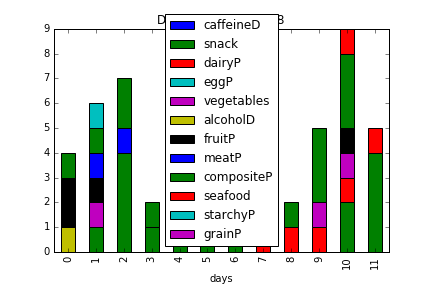 D B
9
8
7
6
5
4
3
2
1
0
caffeineD
snack
dairyP
eggP
vegetables
alcoholD
fruitP
meatP
compositeP
seafood
starchyP
grainP
0 1 2 3 4 5 6 7 8 9 10 11
days